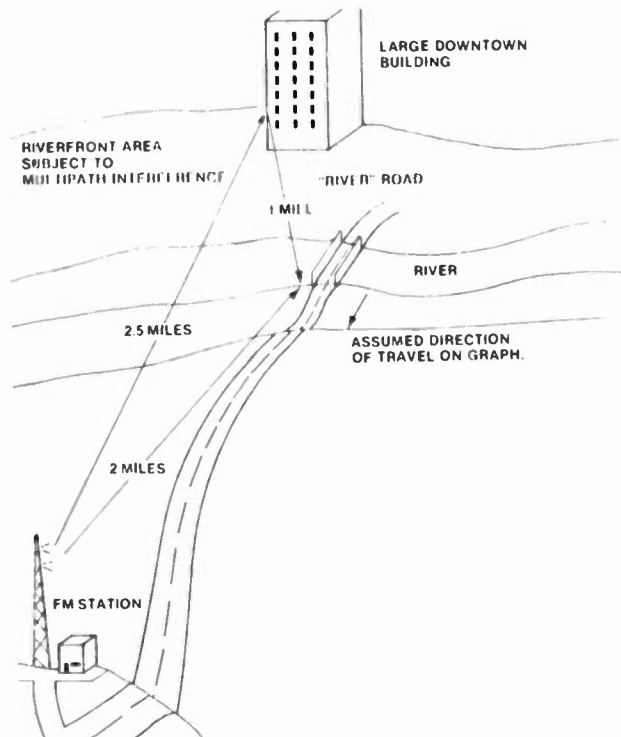 LARGE DOWNTOWN
BUILDING
RIVERFRONT AREA
SUBJECT TO
MULTIPATH INTERFERENCE
"RIVER" ROAD
1 MILE
RIVER
2.5 MILES
ASSUMED DIRECTION
OF TRAVEL ON GRAPH.
2 MILES
FM STATION